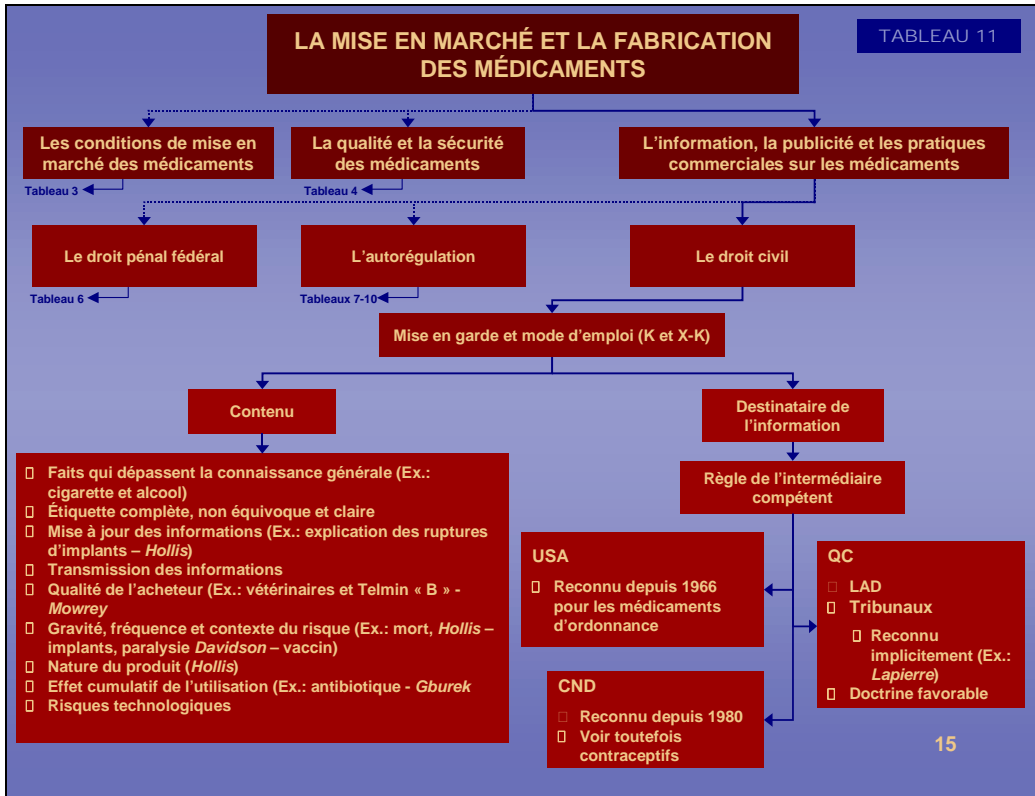 LA MISE EN MARCHÉ ET LA FABRICATION
DES MÉDICAMENTS
TABLEAU 11
Les conditions de mise en
marché des médicaments
La qualité et la sécurité
des médicaments
L'information, la publicité et les pratiques
commerciales sur les médicaments
Tableau 3
Tableau 4
Le droit pénal fédéral
L'autorégulation
Le droit civil
Tableau 6
Tableaux 7-10
Mise en garde et mode d'emploi (K et X-K)
Contenu
Destinataire de
l'information
Faits qui dépassent la connaissance générale (Ex.:
cigarette et alcool)
Étiquette complète, non équivoque et claire
Mise à jour des informations (Ex.: explication des ruptures
d'implants – Hollis)
Transmission des informations
Qualité de l'acheteur (Ex.: vétérinaires et Telmin « B » -
Mowrey
Gravité, fréquence et contexte du risque (Ex.: mort, Hollis –
implants, paralysie Davidson – vaccin)
Nature du produit (Hollis)
Effet cumulatif de l'utilisation (Ex.: antibiotique - Gburek
Risques technologiques
Règle de l'intermédiaire
compétent
USA
Reconnu depuis 1966
pour les médicaments
d'ordonnance
QC
LAD
Tribunaux
Reconnu
implicitement (Ex.:
Lapierre)
Doctrine favorable
CND
Reconnu depuis 1980
Voir toutefois
contraceptifs
15